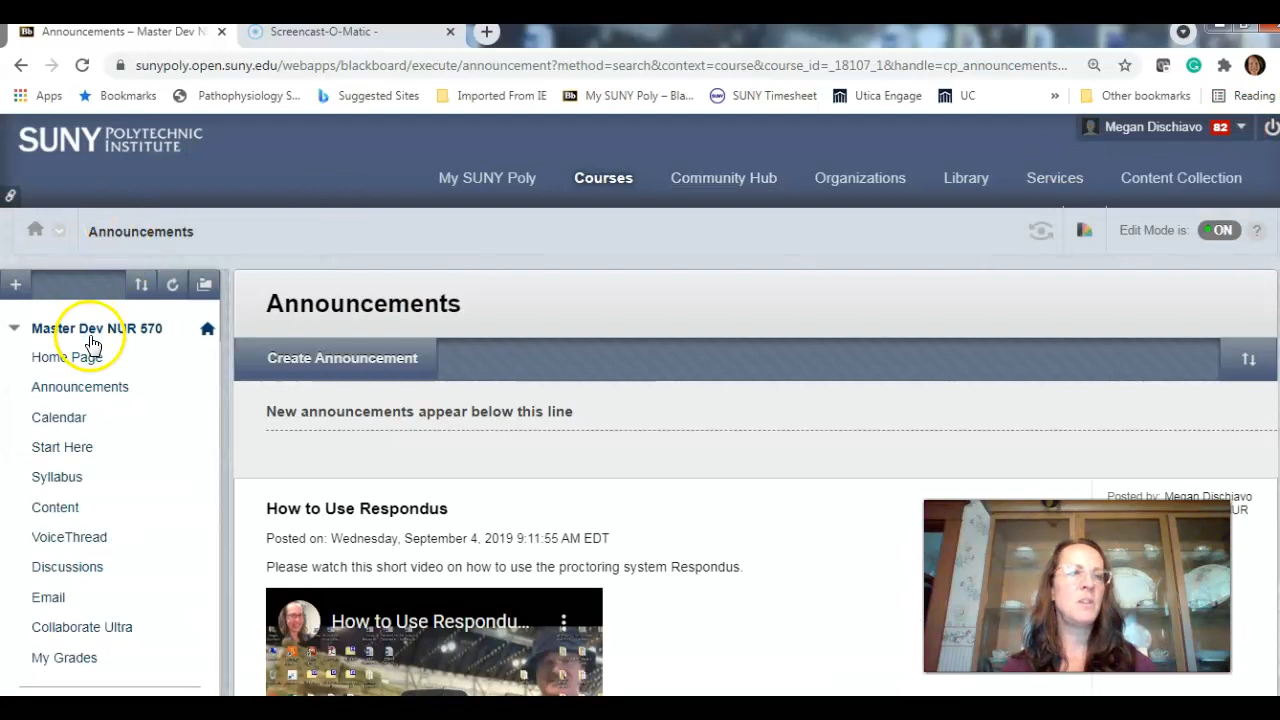 Announcements – Master Dev N
Screencast-O-Matic -
sunypoly.open.suny.edu/webapps/blackboard/execute/announcement?method=search&context=course&course_id=_18107_1&handle=cp_announcements...
Apps Bookmarks Pathophysiology S... Suggested Sites Imported From IE My SUNY Poly – Bla... SUNY Timesheet Utica Engage UC » Other bookmarks Reading
SUNY POLYTECHNIC INSTITUTE
Megan Dischiavo 82
My SUNY Poly Courses Community Hub Organizations Library Services Content Collection
Announcements
Edit Mode is: ON ?
Master Dev NUR 570
Home Page
Announcements
Calendar
Start Here
Syllabus
Content
VoiceThread
Discussions
Email
Collaborate Ultra
My Grades
Announcements
Create Announcement
New announcements appear below this line
How to Use Respondus
Posted on: Wednesday, September 4, 2019 9:11:55 AM EDT
Please watch this short video on how to use the proctoring system Respondus.
Posted by: Megan Dischiavo
UR
How to Use Respondu...